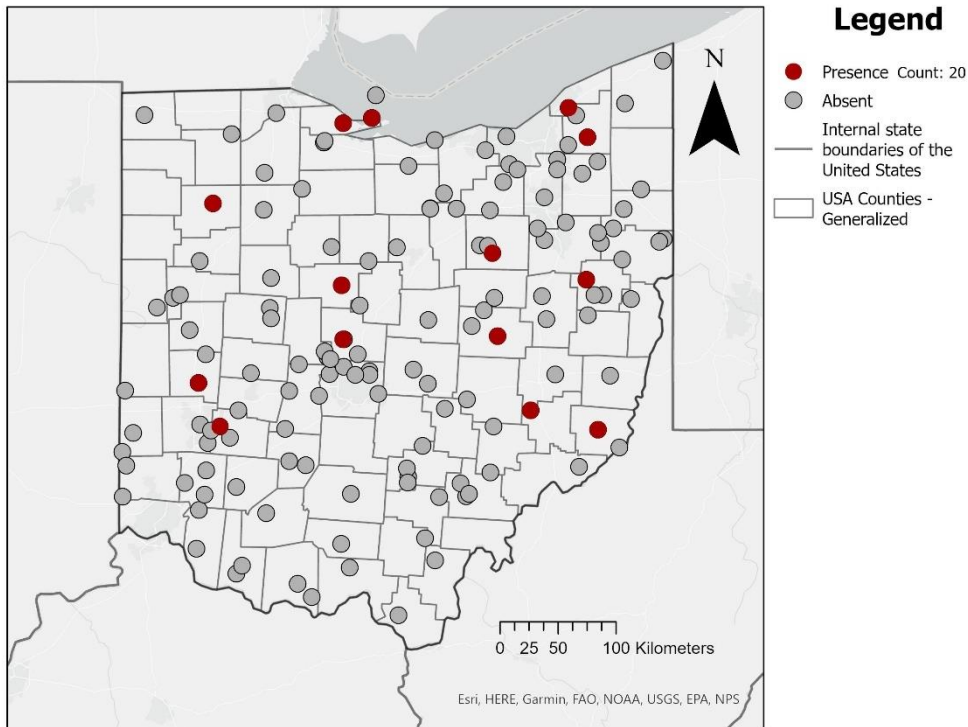 Legend
N
Presence Count: 20
Absent
Internal state
boundaries of the
United States
USA Counties -
Generalized
0 25 50 100 Kilometers
Esri, HERE, Garmin, FAO, NOAA, USGS, EPA, NPS